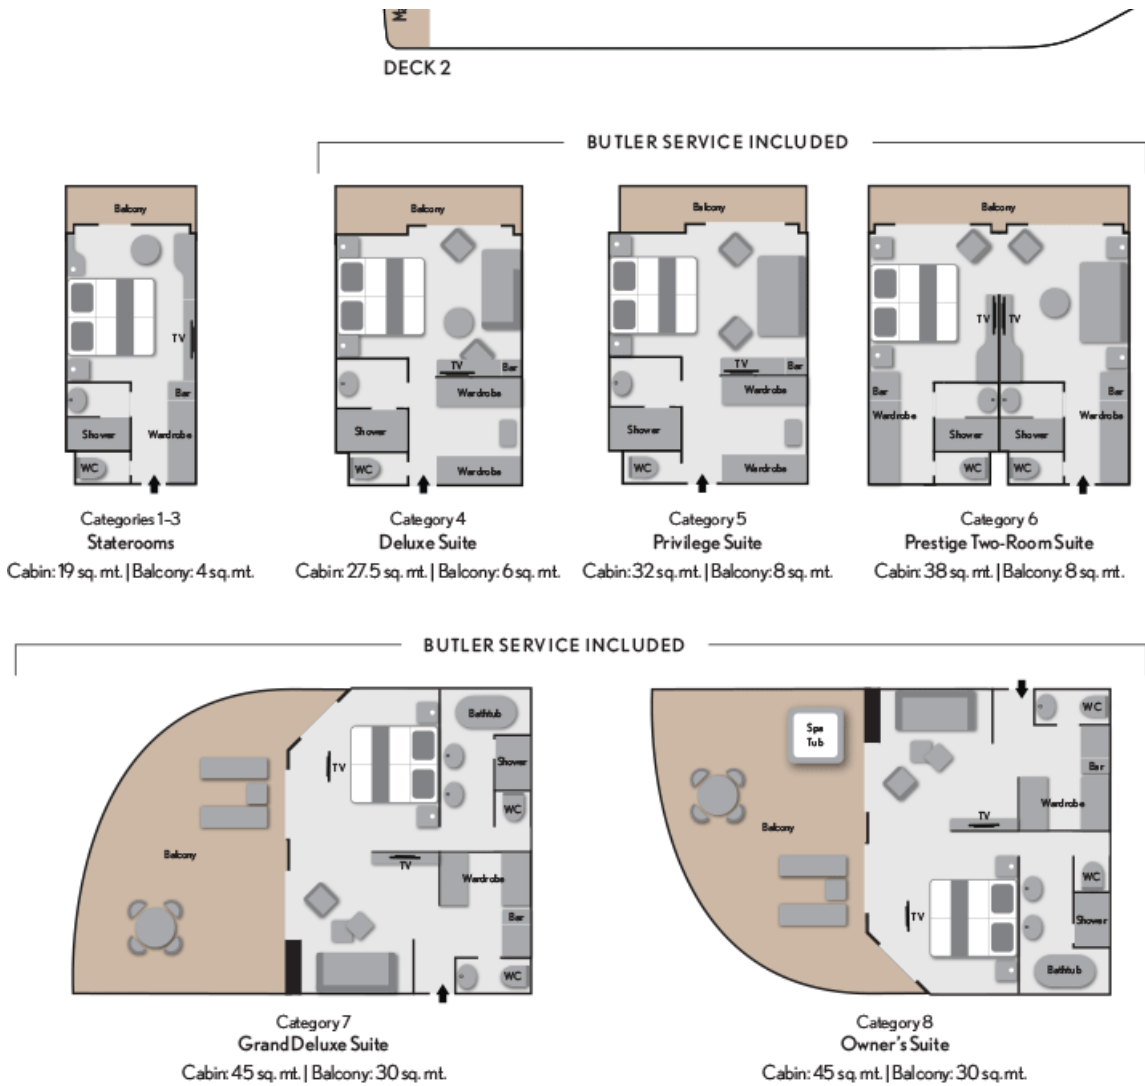 Ma
DECK 2
BUTLER SERVICE INCLUDED
Balcony
TV
Bar
Shower
Wardrobe
WC
Categories 1–3
Staterooms
Cabin: 19 sq. mt. | Balcony: 4 sq. mt.
Balcony
TV
Bar
Wardrobe
Shower
WC
Wardrobe
Category 4
Deluxe Suite
Cabin: 27.5 sq. mt. | Balcony: 6 sq. mt.
Balcony
TV
Bar
Wardrobe
Shower
WC
Wardrobe
Category 5
Privilege Suite
Cabin: 32 sq. mt. | Balcony: 8 sq. mt.
Balcony
TV TV
Bar Bar
Wardrobe Wardrobe
Shower Shower
WC WC
Category 6
Prestige Two-Room Suite
Cabin: 38 sq. mt. | Balcony: 8 sq. mt.
BUTLER SERVICE INCLUDED
Bathtub
TV
Shower
WC
Balcony
TV
Wardrobe
Bar
WC
Category 7
Grand Deluxe Suite
Cabin: 45 sq. mt. | Balcony: 30 sq. mt.
WC
Spa
Tub
Bar
Wardrobe
TV
Balcony
WC
TV
Shower
Bathtub
Category 8
Owner's Suite
Cabin: 45 sq. mt. | Balcony: 30 sq. mt.